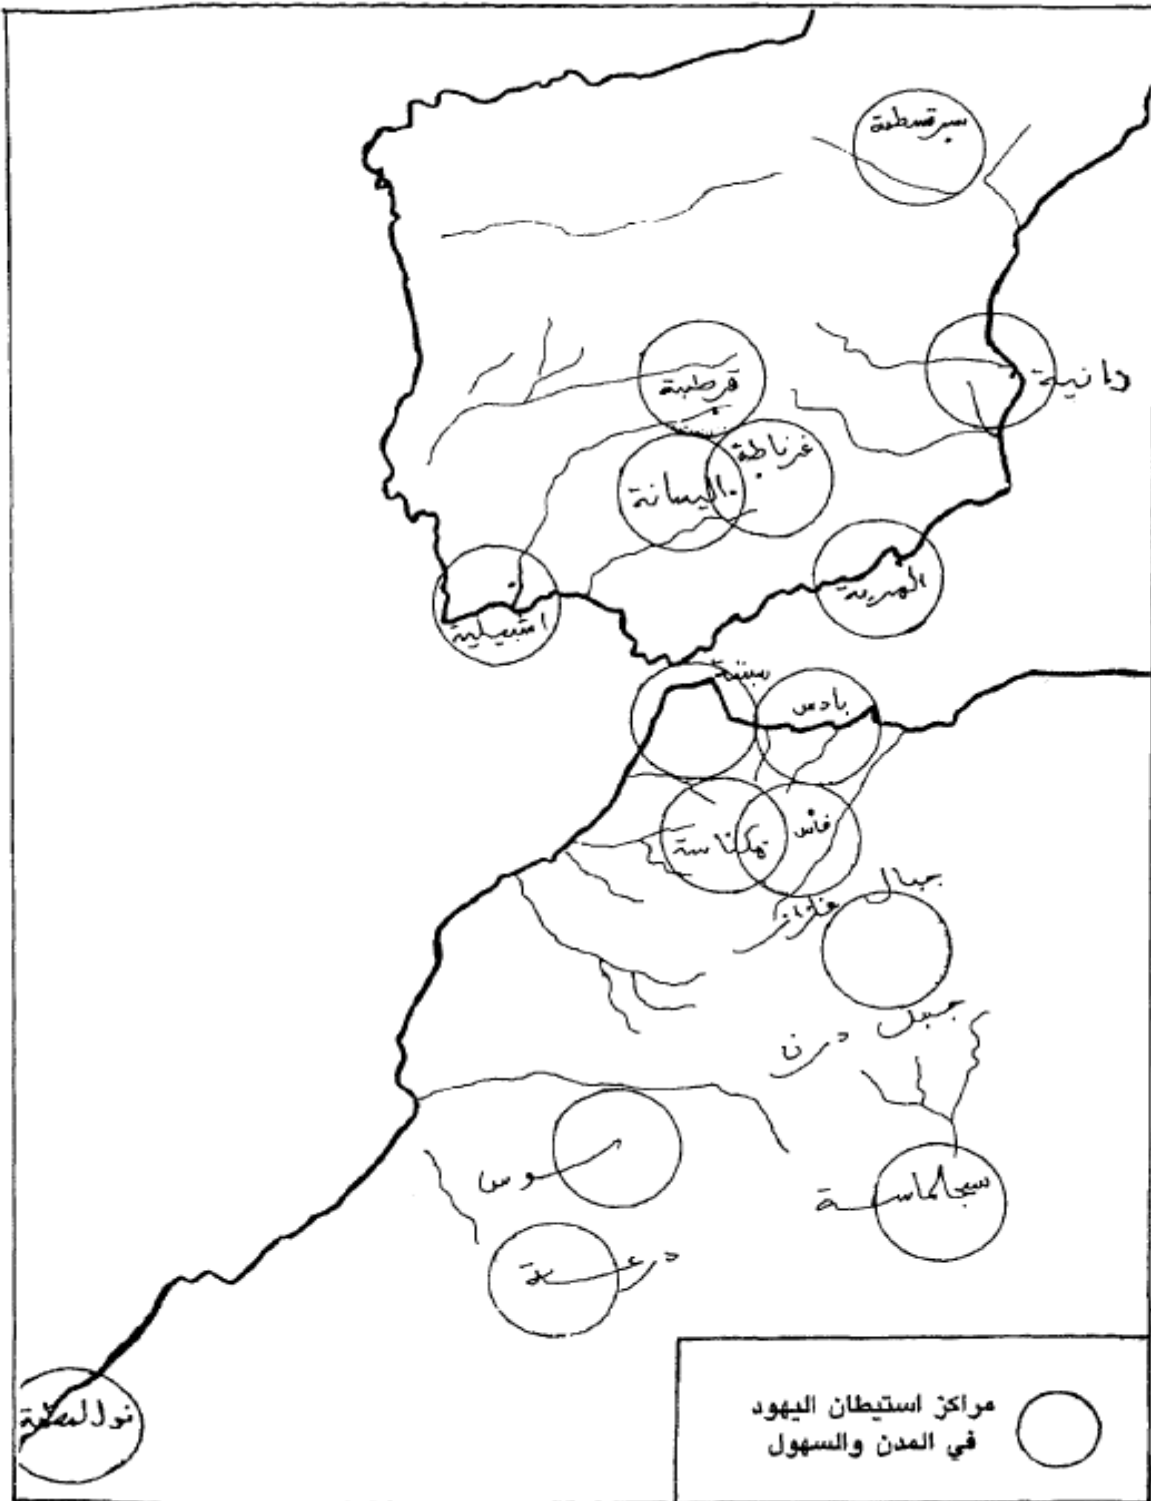 سرقسطة
دانية
قرطبة
غرناطة
اليسانة
المرية
اشبيلية
سبتة
بادس
فاس
مكناسة
جبال فازاز
جبل درن
سوس
سجلماسة
درعة
نول لمطة
مراكز استيطان اليهود
في المدن والسهول